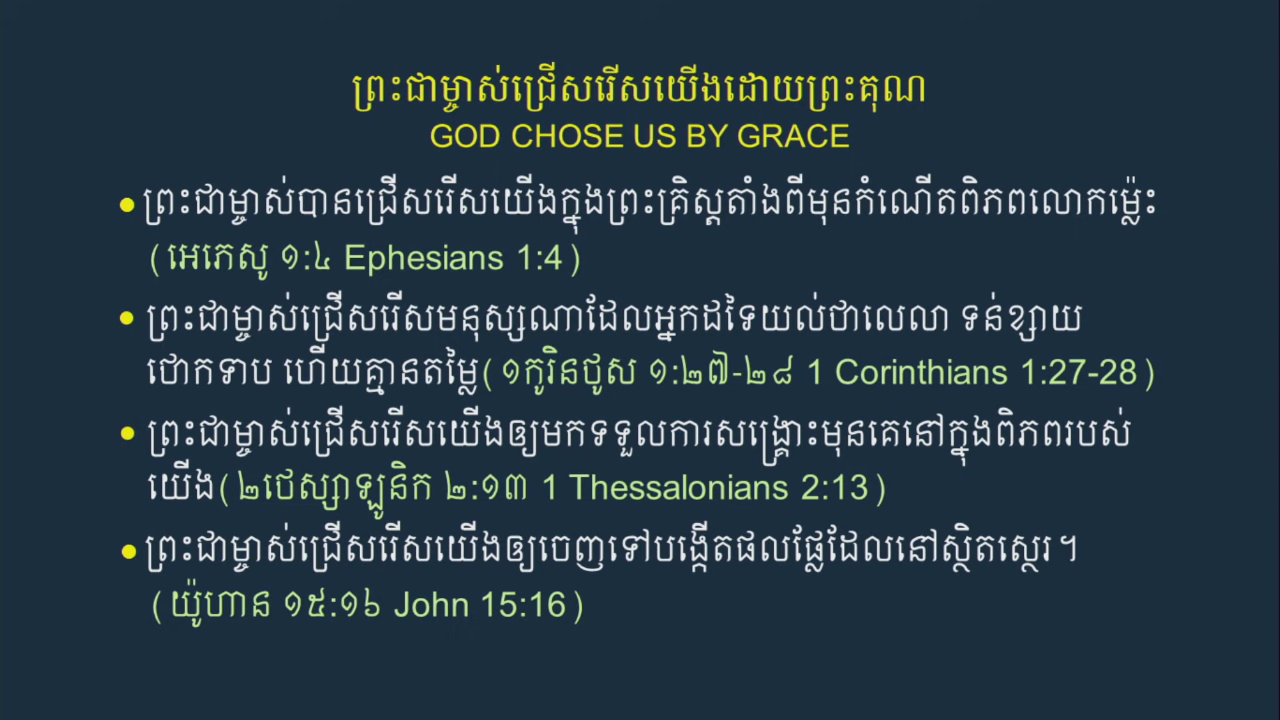 ព្រះជាម្ចាស់ជ្រើសរើសយើងដោយព្រះគុណ
GOD CHOSE US BY GRACE
•ព្រះជាម្ចាស់បានជ្រើសរើសយើងក្នុងព្រះគ្រិស្តតាំងពីមុនកំណើតពិភពលោកម្ល៉េះ
(អេភេសូ ១:៤ Ephesians 1:4)
• ព្រះជាម្ចាស់ជ្រើសរើសមនុស្សណាដែលអ្នកដទៃយល់ថាលេលា ទន់ខ្សាយ
ថោកទាប ហើយគ្មានតម្លៃ(១កូរិនថូស ១:២៧-២៨ 1 Corinthians 1:27-28)
• ព្រះជាម្ចាស់ជ្រើសរើសយើងឲ្យមកទទួលការសង្គ្រោះមុនគេនៅក្នុងពិភពរបស់
យើង(២ថេស្សាឡូនិក ២:១៣ 1 Thessalonians 2:13)
•ព្រះជាម្ចាស់ជ្រើសរើសយើងឲ្យចេញទៅបង្កើតផលផ្លែដែលនៅស្ថិតស្ថេរ។
(យ៉ូហាន ១៥:១៦ John 15:16)